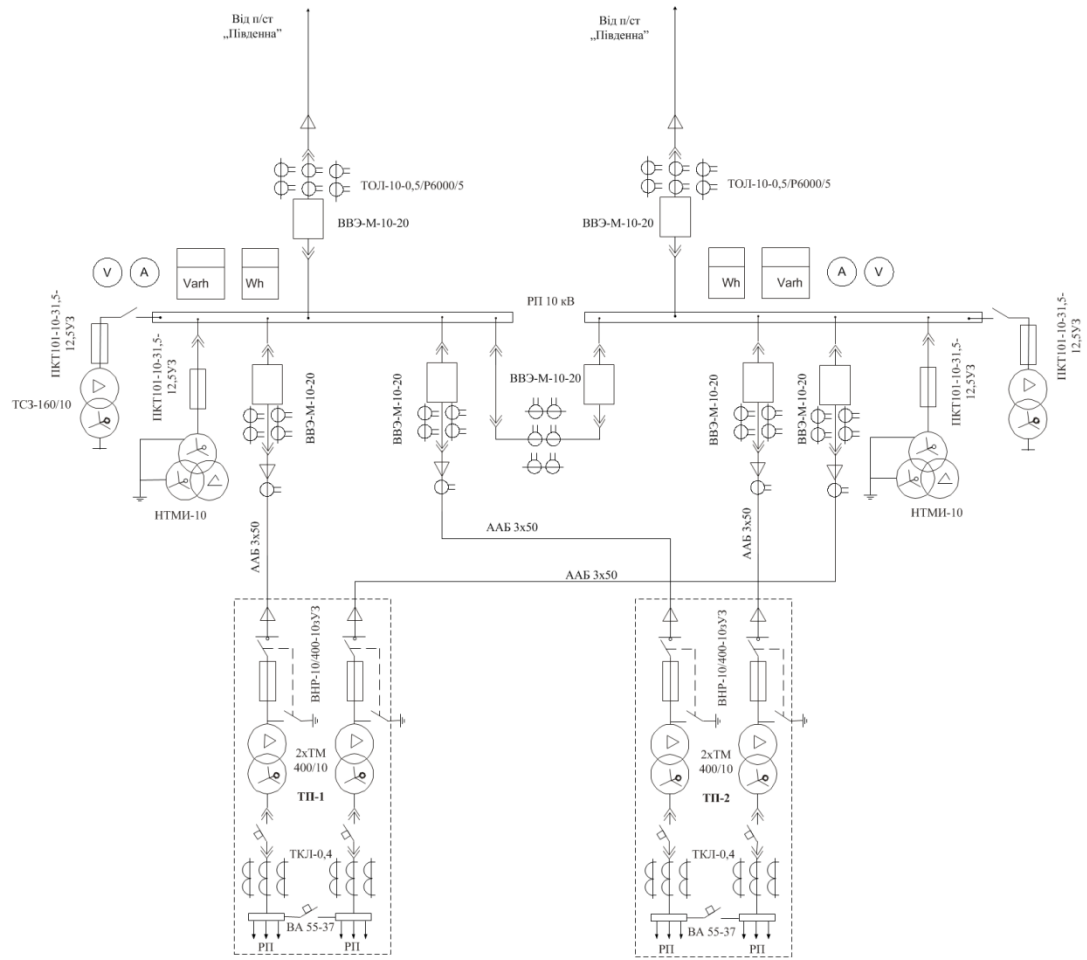 Від п/ст
„Південна”
Від п/ст
„Південна”
ТОЛ-10-0,5/Р6000/5
ТОЛ-10-0,5/Р6000/5
ВВЭ-М-10-20
ВВЭ-М-10-20
V
A
Varh
Wh
Wh
Varh
A
V
РП 10 кВ
ПКТ101-10-31,5-
12,5УЗ
ПКТ101-10-31,5-
12,5УЗ
ПКТ101-10-31,5-
12,5УЗ
ПКТ101-10-31,5-
12,5УЗ
ТСЗ-160/10
ВВЭ-М-10-20
ВВЭ-М-10-20
ВВЭ-М-10-20
ВВЭ-М-10-20
ВВЭ-М-10-20
НТМИ-10
НТМИ-10
ААБ 3х50
ААБ 3х50
ААБ 3х50
ААБ 3х50
ВНР-10/400-10зУЗ
ВНР-10/400-10зУЗ
2хТМ
400/10
ТП-1
2хТМ
400/10
ТП-2
ТКЛ-0,4
ТКЛ-0,4
ВА 55-37
ВА 55-37
РП
РП
РП
РП